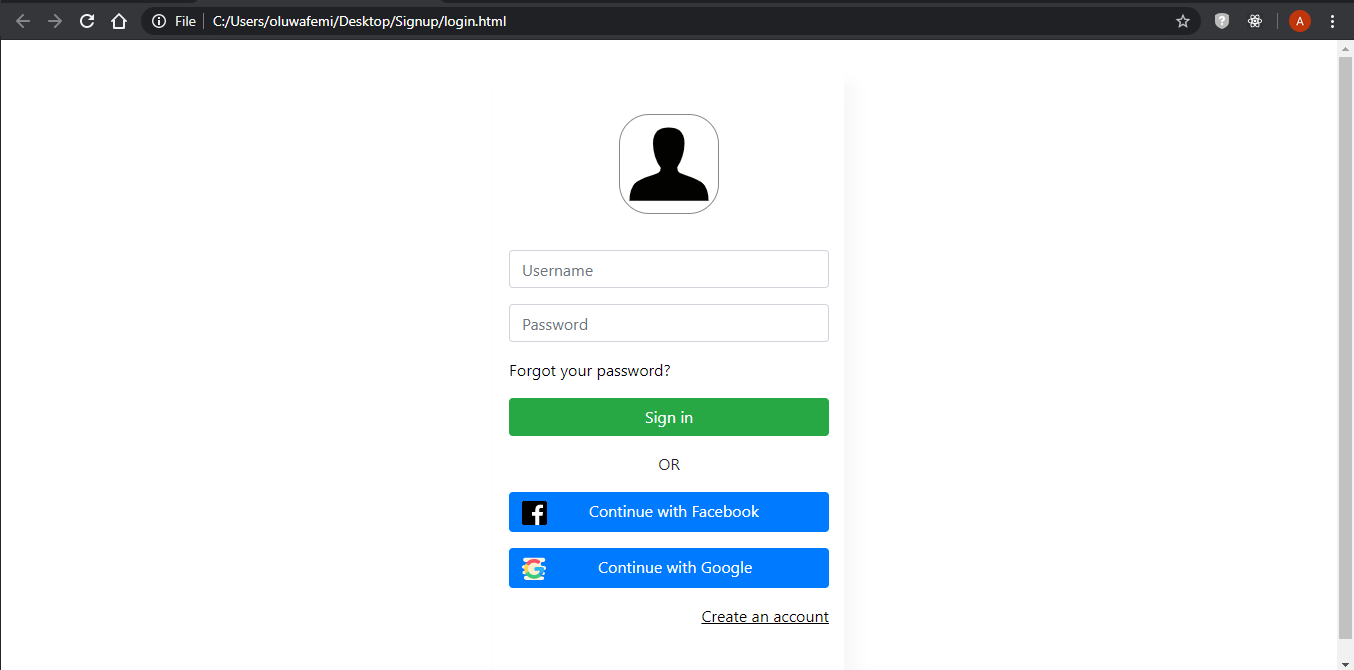 File C:/Users/oluwafemi/Desktop/Signup/login.html
A
Username
Password
Forgot your password?
Sign in
OR
Continue with Facebook
Continue with Google
Create an account